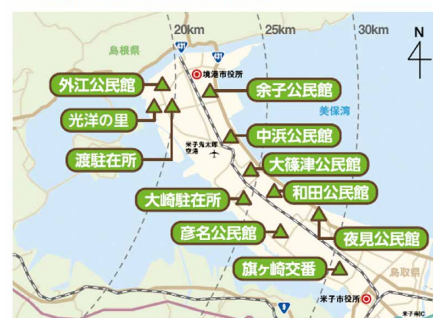 20km
25km
30km
N
島根県
431
境港市役所
外江公民館
余子公民館
光洋の里
美保湾
中浜公民館
渡駐在所
米子鬼太郎
空港
大篠津公民館
大崎駐在所
和田公民館
431
彦名公民館
夜見公民館
旗ヶ崎交番
鳥取県
米子市役所
9
米子IC